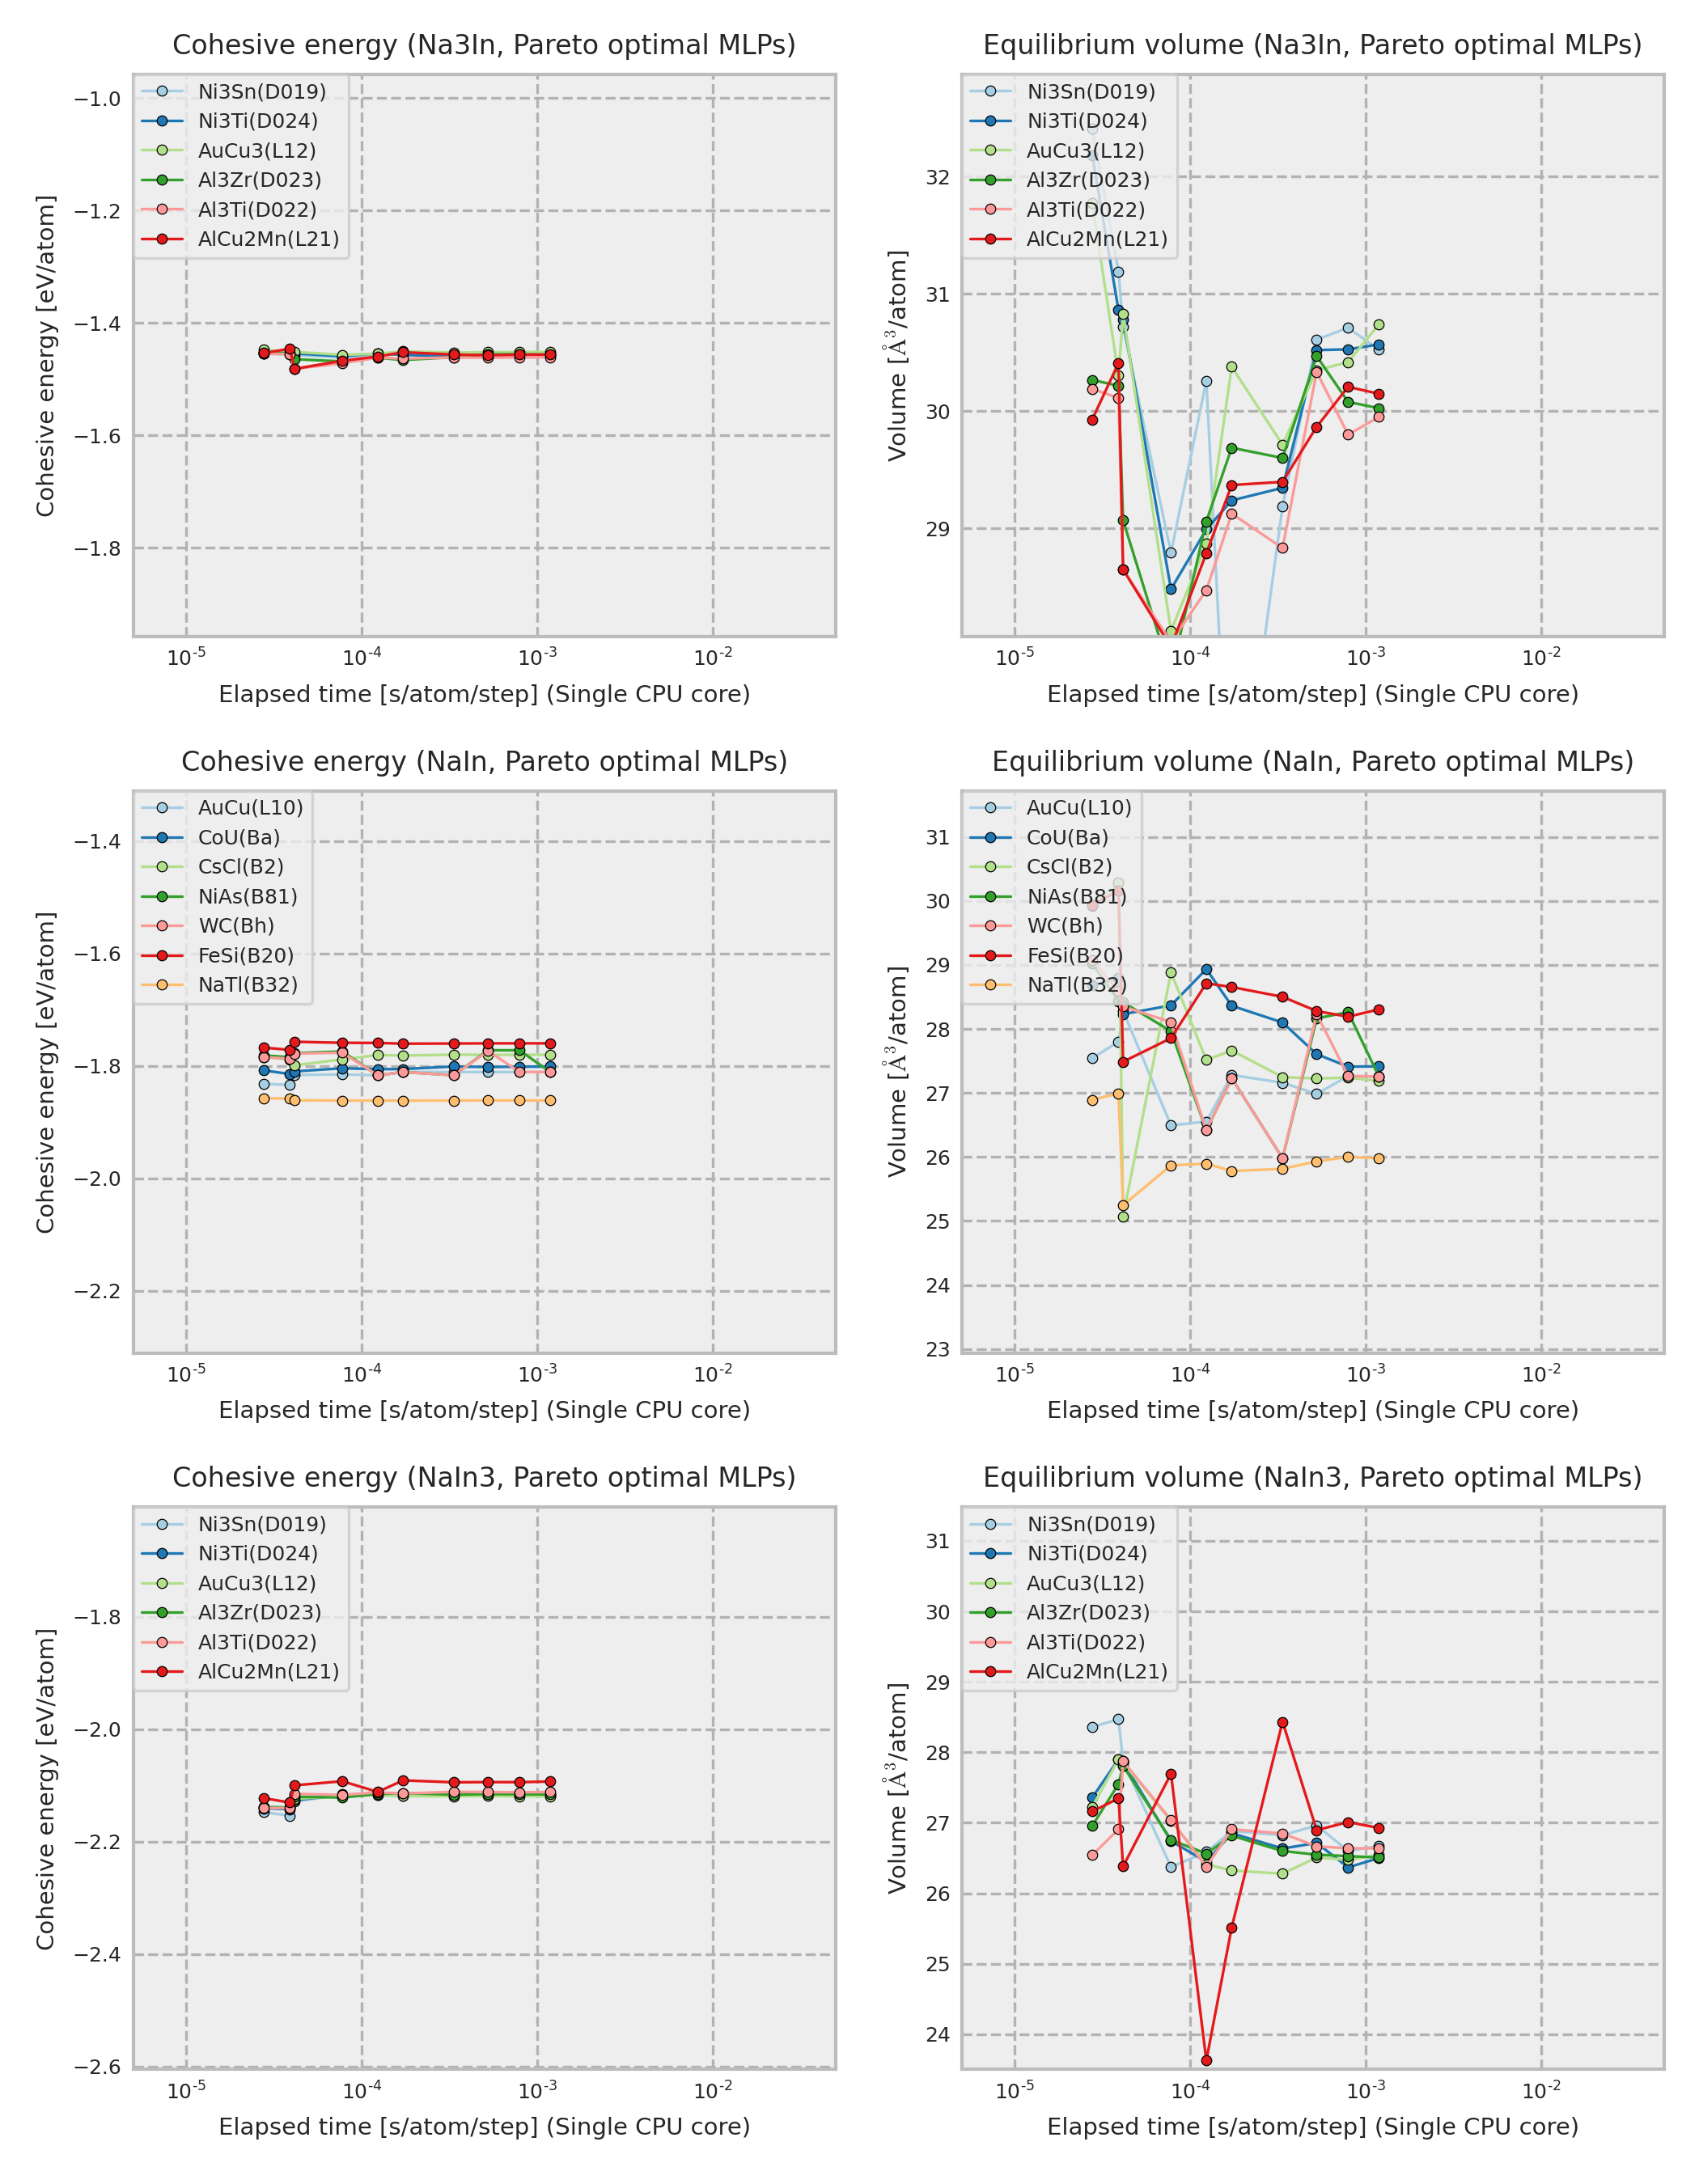 Cohesive energy (Na3In, Pareto optimal MLPs)
−1.0
−1.2
−1.4
−1.6
−1.8
Cohesive energy [eV/atom]
Ni3Sn(D019)
Ni3Ti(D024)
AuCu3(L12)
Al3Zr(D023)
Al3Ti(D022)
AlCu2Mn(L21)
10-5
10-4
10-3
10-2
Elapsed time [s/atom/step] (Single CPU core)
Equilibrium volume (Na3In, Pareto optimal MLPs)
32
31
30
29
Volume [Å3/atom]
Ni3Sn(D019)
Ni3Ti(D024)
AuCu3(L12)
Al3Zr(D023)
Al3Ti(D022)
AlCu2Mn(L21)
10-5
10-4
10-3
10-2
Elapsed time [s/atom/step] (Single CPU core)
Cohesive energy (NaIn, Pareto optimal MLPs)
−1.4
−1.6
−1.8
−2.0
−2.2
Cohesive energy [eV/atom]
AuCu(L10)
CoU(Ba)
CsCl(B2)
NiAs(B81)
WC(Bh)
FeSi(B20)
NaTl(B32)
10-5
10-4
10-3
10-2
Elapsed time [s/atom/step] (Single CPU core)
Equilibrium volume (NaIn, Pareto optimal MLPs)
31
30
29
28
27
26
25
24
23
Volume [Å3/atom]
AuCu(L10)
CoU(Ba)
CsCl(B2)
NiAs(B81)
WC(Bh)
FeSi(B20)
NaTl(B32)
10-5
10-4
10-3
10-2
Elapsed time [s/atom/step] (Single CPU core)
Cohesive energy (NaIn3, Pareto optimal MLPs)
−1.8
−2.0
−2.2
−2.4
−2.6
Cohesive energy [eV/atom]
Ni3Sn(D019)
Ni3Ti(D024)
AuCu3(L12)
Al3Zr(D023)
Al3Ti(D022)
AlCu2Mn(L21)
10-5
10-4
10-3
10-2
Elapsed time [s/atom/step] (Single CPU core)
Equilibrium volume (NaIn3, Pareto optimal MLPs)
31
30
29
28
27
26
25
24
Volume [Å3/atom]
Ni3Sn(D019)
Ni3Ti(D024)
AuCu3(L12)
Al3Zr(D023)
Al3Ti(D022)
AlCu2Mn(L21)
10-5
10-4
10-3
10-2
Elapsed time [s/atom/step] (Single CPU core)